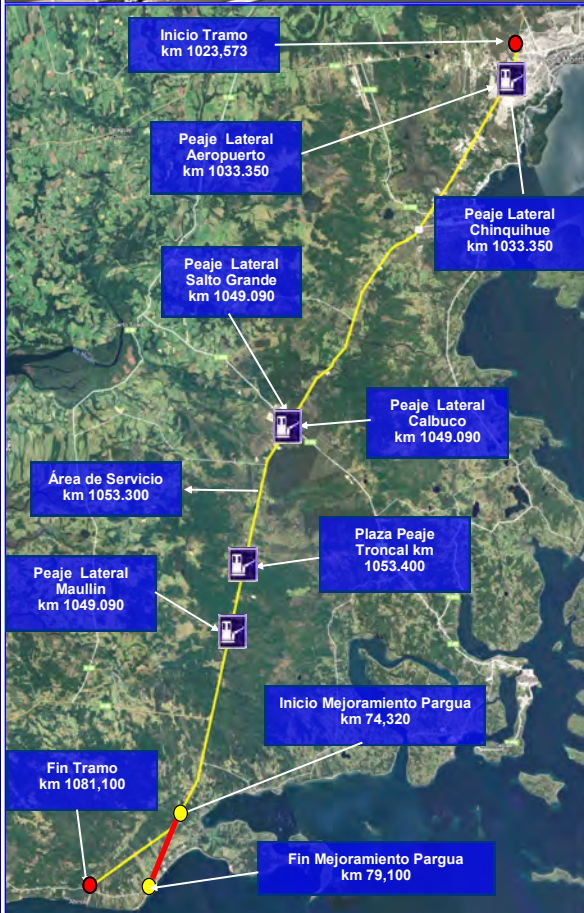 Inicio Tramo
km 1023,573
Peaje Lateral
Aeropuerto
km 1033.350
Peaje Lateral
Chinquihue
km 1033.350
Peaje Lateral
Salto Grande
km 1049.090
Peaje Lateral
Calbuco
km 1049.090
Área de Servicio
km 1053.300
Plaza Peaje
Troncal km
1053.400
Peaje Lateral
Maullin
km 1049.090
Inicio Mejoramiento Pargua
km 74,320
Fin Tramo
km 1081,100
Fin Mejoramiento Pargua
km 79,100